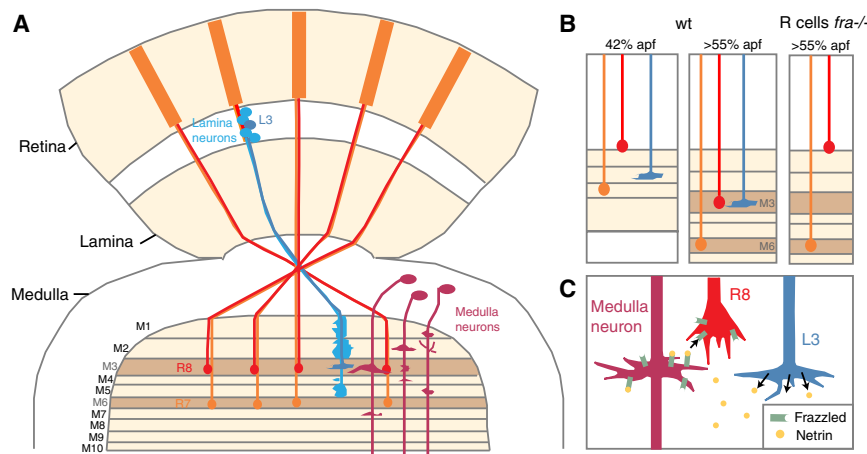 A
Retina
Lamina
neurons
L3
Lamina
Medulla
Medulla
neurons
M1
M2
M3
M4
M5
M6
M7
M8
M9
M10
R8
R7
B
wt
R cells fra-/-
42% apf
>55% apf
>55% apf
M3
M6
C
Medulla
neuron
R8
L3
Frazzled
Netrin